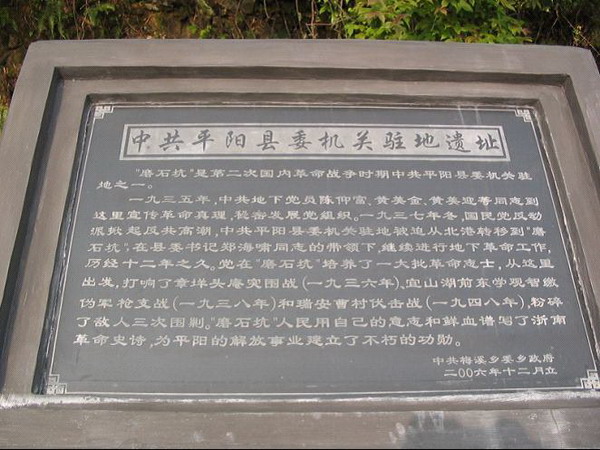 中共平阳县委机关驻地遗址
“磨石坑”是第二次国内革命战争时期中共平阳县委机关驻
地之一。
一九三五年，中共地下党员陈仰富、黄美金、黄英迎等同志到
这里宣传革命真理，秘密发展党组织。一九三七年冬，国民党反动
派掀起反共高潮，中共平阳县委机关驻地被迫从北港转移到“磨
石坑”，在县委书记郑海啸同志的带领下，继续进行地下革命工作，
历经十二年之久。党在“磨石坑”培养了一大批革命志士，从这里
出发，打响了章垟头庵突围战（一九三六年）、宜山湖前东学观智缴
伪军枪支战（一九三八年）和瑞安曹村伏击战（一九四八年），粉碎
了敌人三次围剿。“磨石坑”人民用自己的意志和鲜血谱写了浙南
革命史诗，为平阳的解放事业建立了不朽的功勋。
中共梅溪乡委乡政府
二〇〇六年十二月立